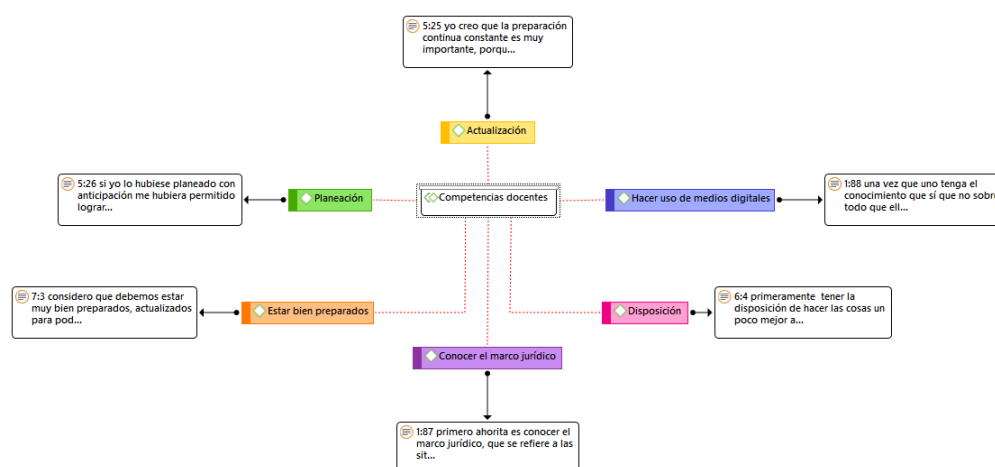 5:25 yo creo que la preparación
continua constante es muy
importante, porqu...
Actualización
5:26 si yo lo hubiese planeado con
anticipación me hubiera permitido
lograr...
Planeación
Competencias docentes
Hacer uso de medios digitales
1:88 una vez que uno tenga el
conocimiento que sí que no sobre
todo que ell...
7:3 considero que debemos estar
muy bien preparados, actualizados
para pod...
Estar bien preparados
Disposición
6:4 primeramente tener la
disposición de hacer las cosas un
poco mejor a...
Conocer el marco jurídico
1:87 primero ahorita es conocer el
marco jurídico, que se refiere a las
sit...